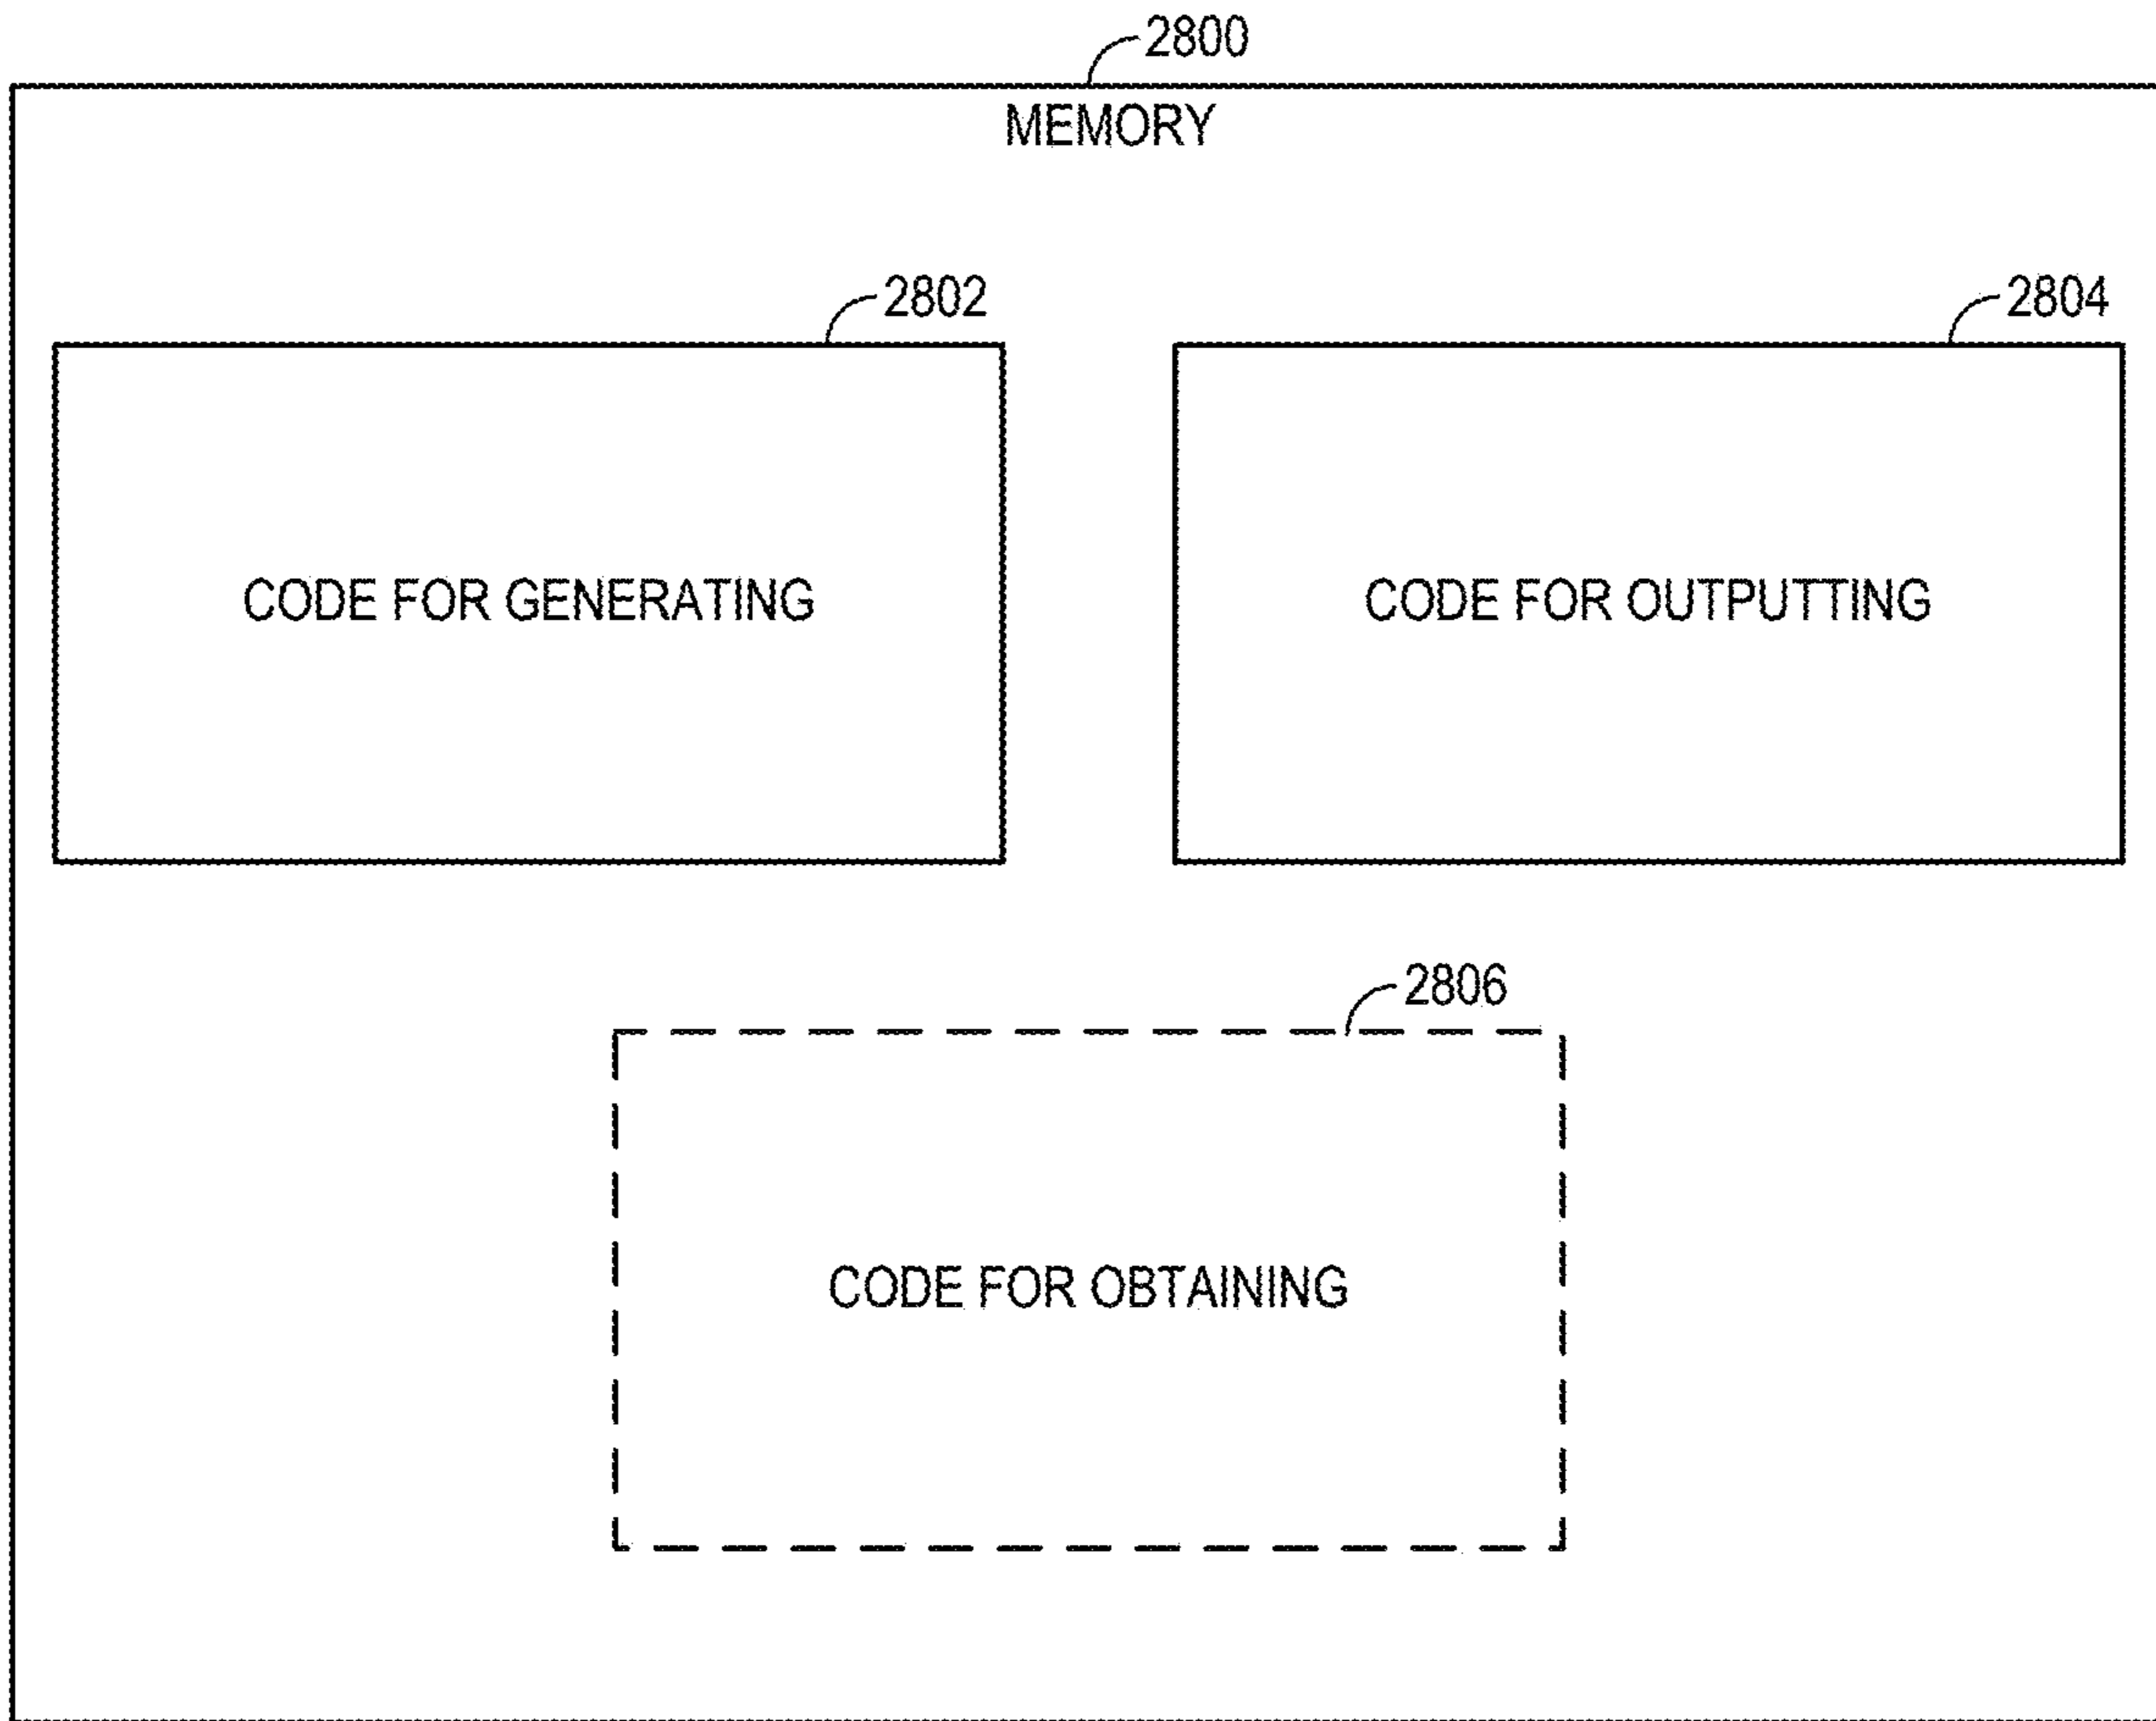 2800
MEMORY
2802
2804
CODE FOR GENERATING
CODE FOR OUTPUTTING
2806
CODE FOR OBTAINING